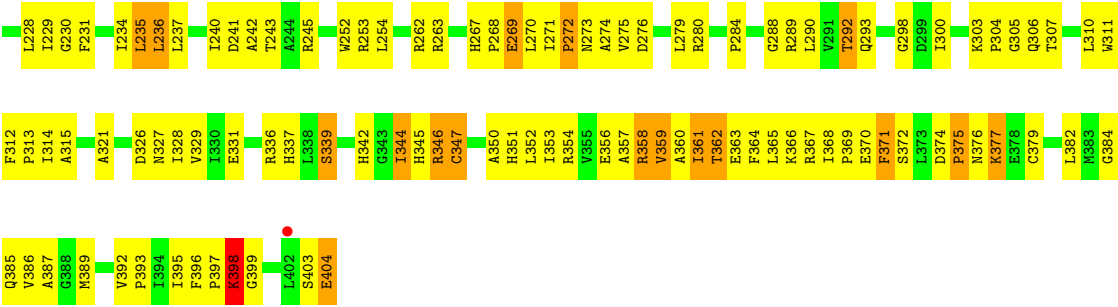 L228 I229 G230 F231 I234 L235 L236 L237 I240 D241 A242 T243 A244 R245 W252 R253 L254 R262 R263 H267 P268 E269 L270 I271 P272 N273 A274 V275 D276 L279 R280 P284 G288 R289 L290 V291 T292 Q293 G298 D299 I300 K303 P304 G305 Q306 T307 L310 W311
F312 P313 I314 A315 A321 D326 N327 I328 V329 I330 E331 R336 H337 L338 S339 H342 G343 I344 H345 R346 C347 A350 H351 L352 I353 R354 V355 E356 A357 R358 V359 A360 I361 T362 E363 F364 L365 K366 R367 I368 P369 E370 F371 S372 L373 D374 P375 N376 K377 E378 C379 L382 M383 G384
Q385 V386 A387 G388 M389 V392 P393 I394 I395 F396 P397 K398 G399 L402 S403 E404